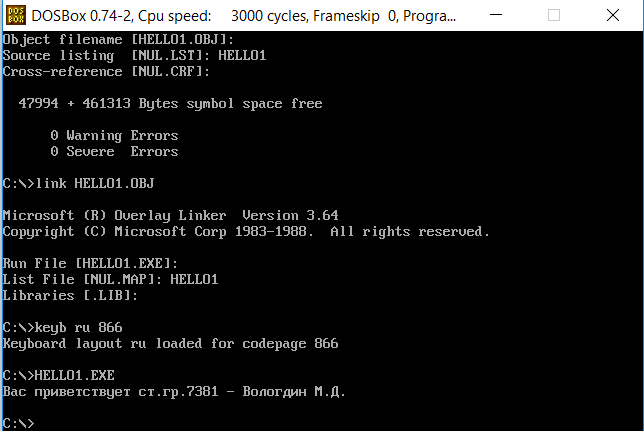 DOSBox 0.74-2, Cpu speed: 3000 cycles, Frameskip 0, Progra...
Object filename [HELLO1.OBJ]:
Source listing [NUL.LST]: HELLO1
Cross-reference [NUL.CRF]:
47994 + 461313 Bytes symbol space free
0 Warning Errors
0 Severe Errors
C:\>link HELLO1.OBJ
Microsoft (R) Overlay Linker Version 3.64
Copyright (C) Microsoft Corp 1983-1988. All rights reserved.
Run File [HELLO1.EXE]:
List File [NUL.MAP]: HELLO1
Libraries [.LIB]:
C:\>keyb ru 866
Keyboard layout ru loaded for codepage 866
C:\>HELLO1.EXE
Вас приветствует ст.гр.7381 - Вологдин М.Д.
C:\>